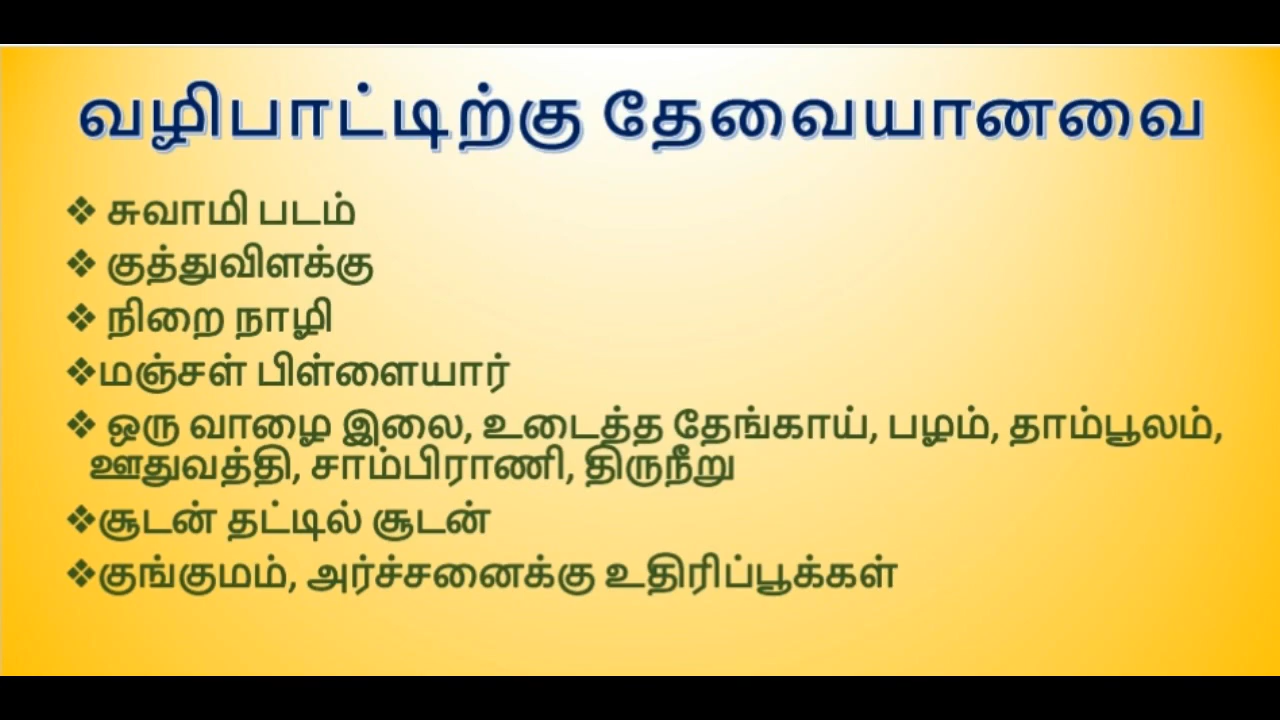 வழிபாட்டிற்கு தேவையானவை
❖ சுவாமி படம்
❖ குத்துவிளக்கு
❖ நிறை நாழி
❖மஞ்சள் பிள்ளையார்
❖ ஒரு வாழை இலை, உடைத்த தேங்காய், பழம், தாம்பூலம்,
ஊதுவத்தி, சாம்பிராணி, திருநீறு
❖சூடன் தட்டில் சூடன்
❖குங்குமம், அர்ச்சனைக்கு உதிரிப்பூக்கள்